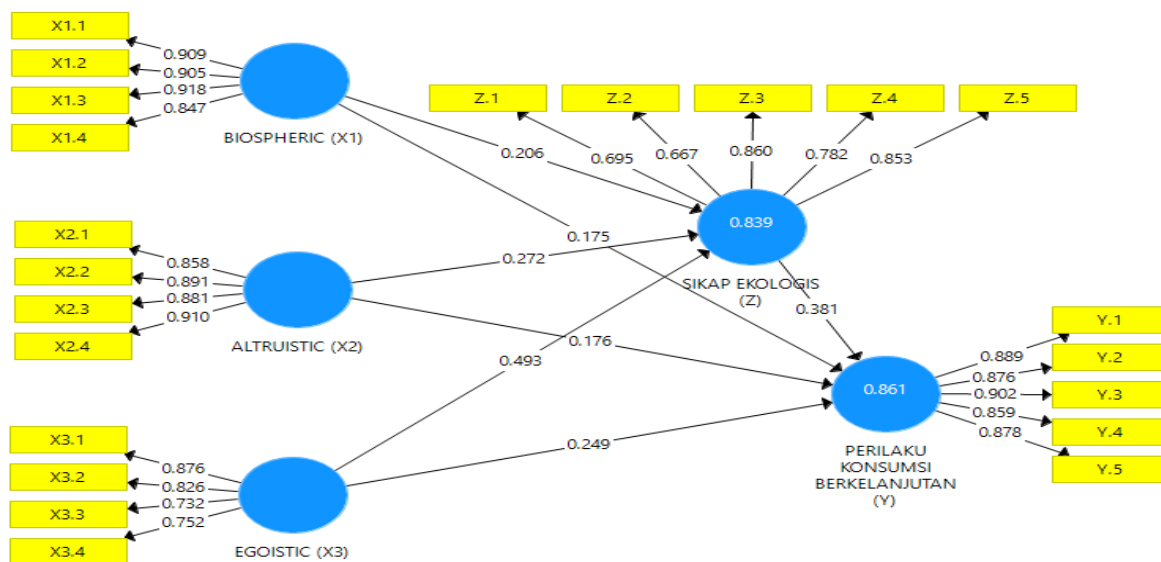 X1.1
X1.2
X1.3
X1.4
0.909
0.905
0.918
0.847
BIOSPHERIC (X1)
Z.1
Z.2
Z.3
Z.4
Z.5
0.695
0.667
0.860
0.782
0.853
0.206
0.175
0.839
SIKAP EKOLOGIS
(Z)
X2.1
X2.2
X2.3
X2.4
0.858
0.891
0.881
0.910
ALTRUISTIC (X2)
0.272
0.176
0.381
0.493
0.249
X3.1
X3.2
X3.3
X3.4
0.876
0.826
0.732
0.752
EGOISTIC (X3)
0.861
PERILAKU
KONSUMSI
BERKELANJUTAN
(Y)
0.889
0.876
0.902
0.859
0.878
Y.1
Y.2
Y.3
Y.4
Y.5